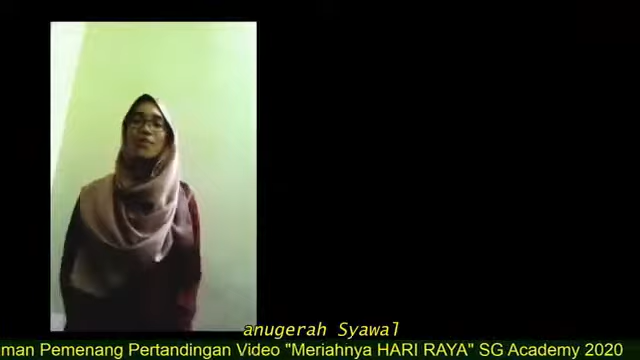 anugerah Syawal
man Pemenang Pertandingan Video "Meriahnya HARI RAYA" SG Academy 2020